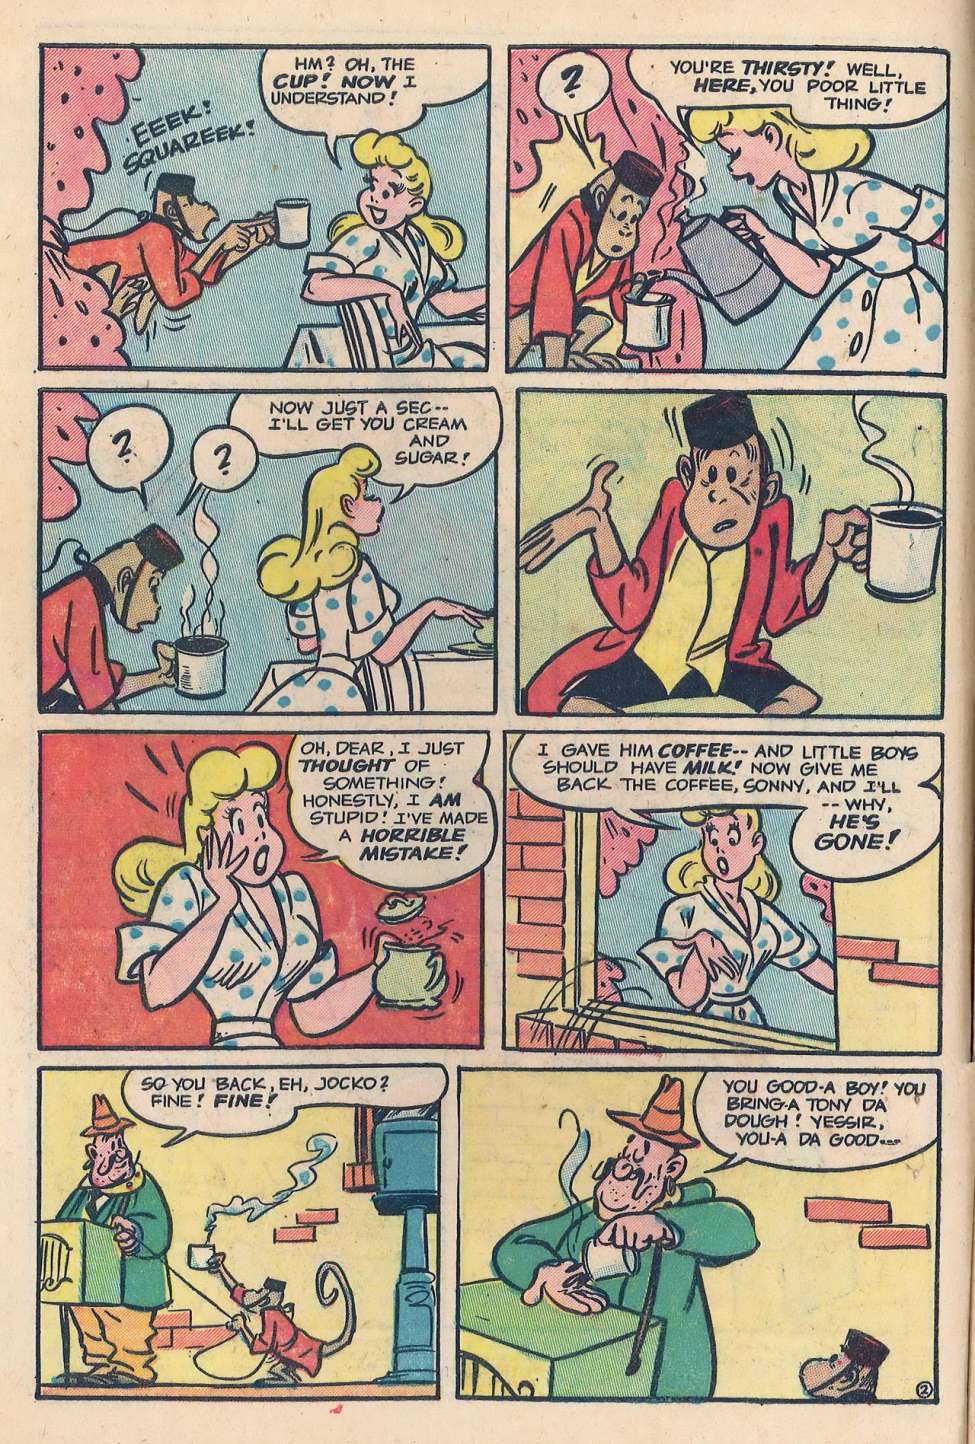 EEEK!
SQUAREEK!
HM? OH, THE
CUP! NOW I
UNDERSTAND!
?
YOU'RE THIRSTY! WELL,
HERE, YOU POOR LITTLE
THING!
?
?
NOW JUST A SEC--
I'LL GET YOU CREAM
AND
SUGAR!
OH, DEAR, I JUST
THOUGHT OF
SOMETHING!
HONESTLY, I AM
STUPID! I'VE MADE
A HORRIBLE
MISTAKE!
I GAVE HIM COFFEE-- AND LITTLE BOYS
SHOULD HAVE MILK! NOW GIVE ME
BACK THE COFFEE, SONNY, AND I'LL
-- WHY,
HE'S
GONE!
SO YOU BACK, EH, JOCKO?
FINE! FINE!
YOU GOOD-A BOY! YOU
BRING-A TONY DA
DOUGH! YESSIR,
YOU-A DA GOOD---
2